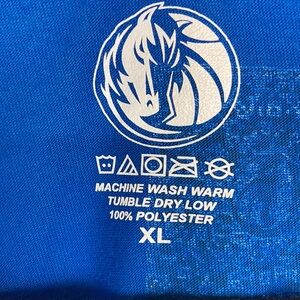 MACHINE WASH WARM
TUMBLE DRY LOW
100% POLYESTER
XL